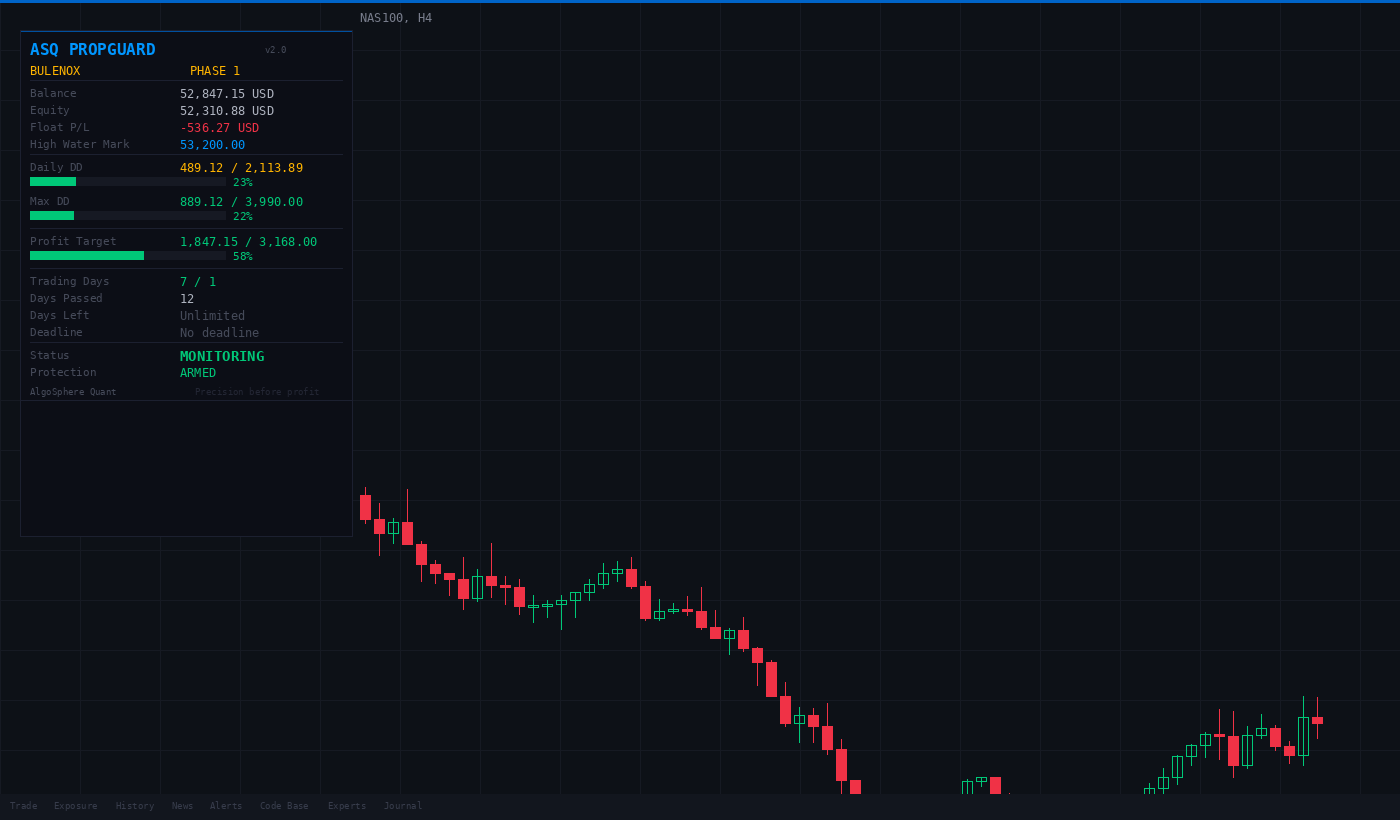 NAS100, H4
ASQ PROPGUARD v2.0
BULENOX PHASE 1
Balance 52,847.15 USD
Equity 52,310.88 USD
Float P/L -536.27 USD
High Water Mark 53,200.00
Daily DD 489.12 / 2,113.89
23%
Max DD 889.12 / 3,990.00
22%
Profit Target 1,847.15 / 3,168.00
58%
Trading Days 7 / 1
Days Passed 12
Days Left Unlimited
Deadline No deadline
Status MONITORING
Protection ARMED
AlgoSphere Quant Precision before profit
Trade Exposure History News Alerts Code Base Experts Journal